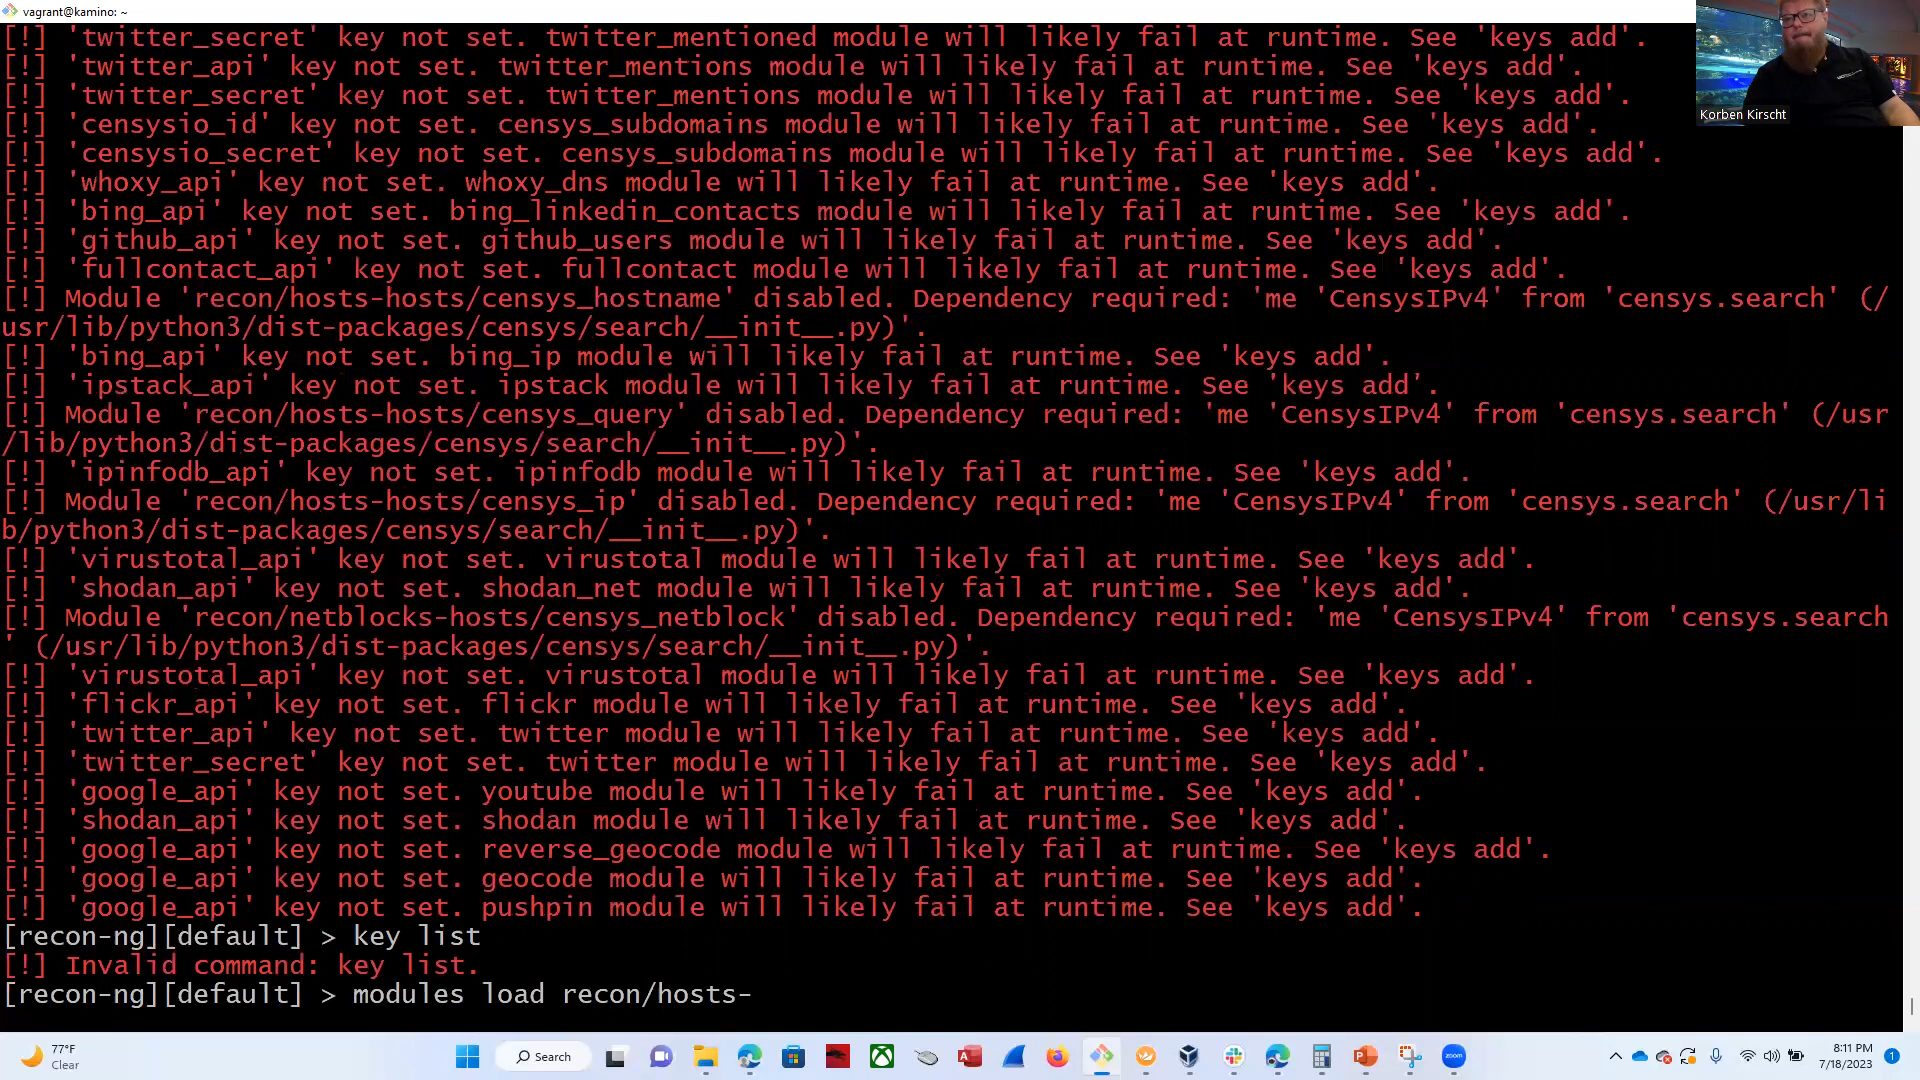 vagrant@kamino: ~
[!] 'twitter_secret' key not set. twitter_mentioned module will likely fail at runtime. See 'keys add'.
[!] 'twitter_api' key not set. twitter_mentions module will likely fail at runtime. See 'keys add'.
[!] 'twitter_secret' key not set. twitter_mentions module will likely fail at runtime. See 'keys add'.
[!] 'censysio_id' key not set. censys_subdomains module will likely fail at runtime. See 'keys add'.
[!] 'censysio_secret' key not set. censys_subdomains module will likely fail at runtime. See 'keys add'.
[!] 'whoxy_api' key not set. whoxy_dns module will likely fail at runtime. See 'keys add'.
[!] 'bing_api' key not set. bing_linkedin_contacts module will likely fail at runtime. See 'keys add'.
[!] 'github_api' key not set. github_users module will likely fail at runtime. See 'keys add'.
[!] 'fullcontact_api' key not set. fullcontact module will likely fail at runtime. See 'keys add'.
[!] Module 'recon/hosts-hosts/censys_hostname' disabled. Dependency required: 'me 'CensysIPv4' from 'censys.search' (/
usr/lib/python3/dist-packages/censys/search/__init__.py)'.
[!] 'bing_api' key not set. bing_ip module will likely fail at runtime. See 'keys add'.
[!] 'ipstack_api' key not set. ipstack module will likely fail at runtime. See 'keys add'.
[!] Module 'recon/hosts-hosts/censys_query' disabled. Dependency required: 'me 'CensysIPv4' from 'censys.search' (/usr
/lib/python3/dist-packages/censys/search/__init__.py)'.
[!] 'ipinfodb_api' key not set. ipinfodb module will likely fail at runtime. See 'keys add'.
[!] Module 'recon/hosts-hosts/censys_ip' disabled. Dependency required: 'me 'CensysIPv4' from 'censys.search' (/usr/li
b/python3/dist-packages/censys/search/__init__.py)'.
[!] 'virustotal_api' key not set. virustotal module will likely fail at runtime. See 'keys add'.
[!] 'shodan_api' key not set. shodan_net module will likely fail at runtime. See 'keys add'.
[!] Module 'recon/netblocks-hosts/censys_netblock' disabled. Dependency required: 'me 'CensysIPv4' from 'censys.search
' (/usr/lib/python3/dist-packages/censys/search/__init__.py)'.
[!] 'virustotal_api' key not set. virustotal module will likely fail at runtime. See 'keys add'.
[!] 'flickr_api' key not set. flickr module will likely fail at runtime. See 'keys add'.
[!] 'twitter_api' key not set. twitter module will likely fail at runtime. See 'keys add'.
[!] 'twitter_secret' key not set. twitter module will likely fail at runtime. See 'keys add'.
[!] 'google_api' key not set. youtube module will likely fail at runtime. See 'keys add'.
[!] 'shodan_api' key not set. shodan module will likely fail at runtime. See 'keys add'.
[!] 'google_api' key not set. reverse_geocode module will likely fail at runtime. See 'keys add'.
[!] 'google_api' key not set. geocode module will likely fail at runtime. See 'keys add'.
[!] 'google_api' key not set. pushpin module will likely fail at runtime. See 'keys add'.
[recon-ng][default] > key list
[!] Invalid command: key list.
[recon-ng][default] > modules load recon/hosts-
Korben Kirscht
77°F
Clear
Search
zoom
8:11 PM
7/18/2023
1